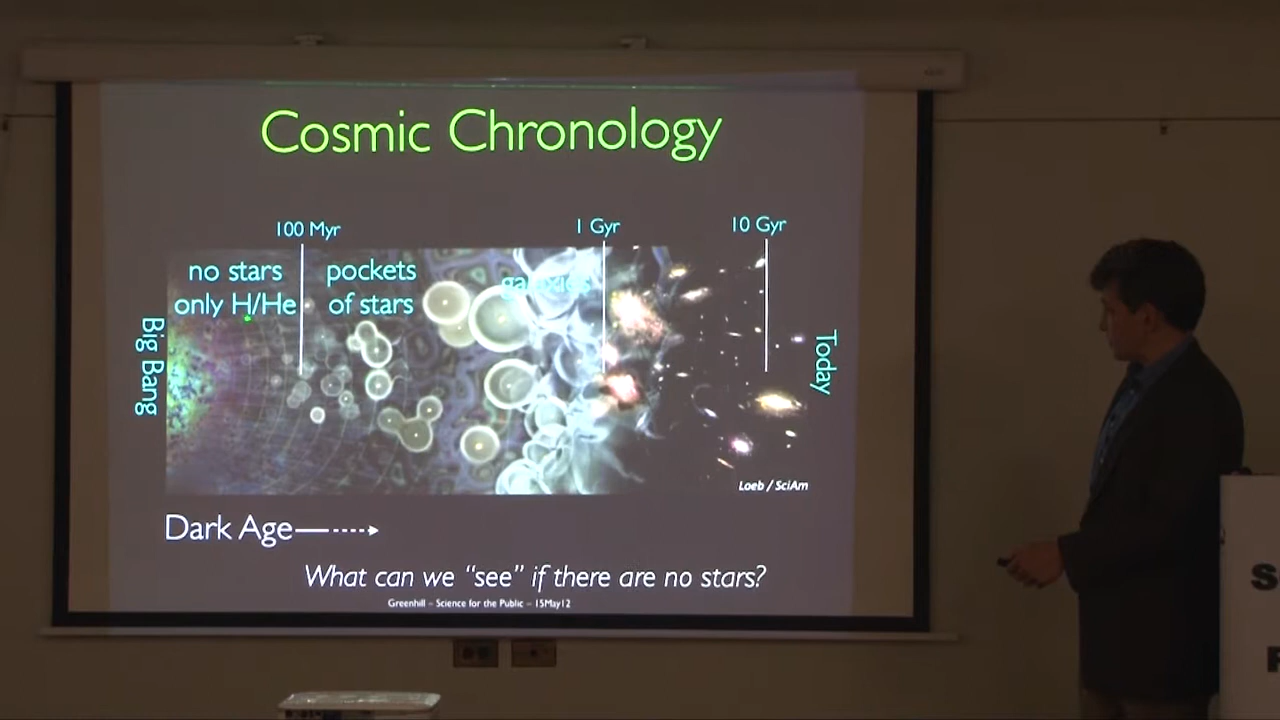 Cosmic Chronology
100 Myr
1 Gyr
10 Gyr
no stars
only H/He
pockets
of stars
galaxies
Big Bang
Today
Loeb / SciAm
Dark Age
What can we "see" if there are no stars?
Greenhill – Science for the Public – 15May12
S